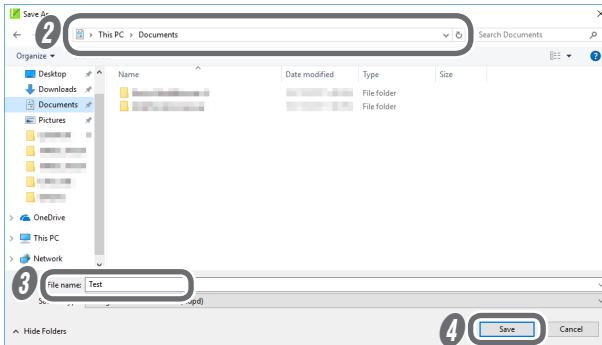 Save As
2
This PC > Documents
Search Documents
Organize
Desktop
Name
Date modified
Type
Size
Downloads
File folder
Documents
File folder
Pictures
OneDrive
This PC
Network
3
File name: Test
4
Hide Folders
Save
Cancel